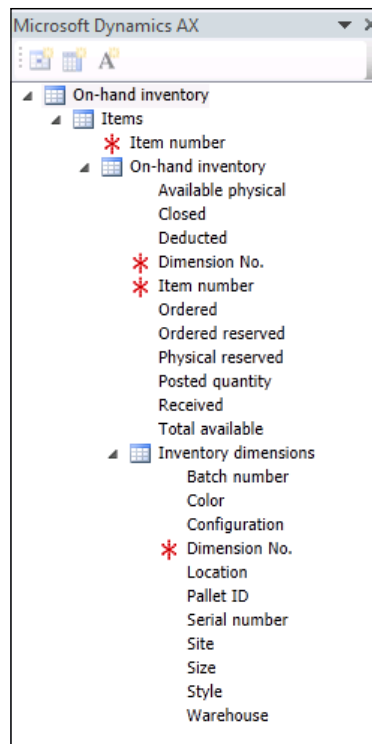 Microsoft Dynamics AX
A
On-hand inventory
Items
Item number
On-hand inventory
Available physical
Closed
Deducted
Dimension No.
Item number
Ordered
Ordered reserved
Physical reserved
Posted quantity
Received
Total available
Inventory dimensions
Batch number
Color
Configuration
Dimension No.
Location
Pallet ID
Serial number
Site
Size
Style
Warehouse